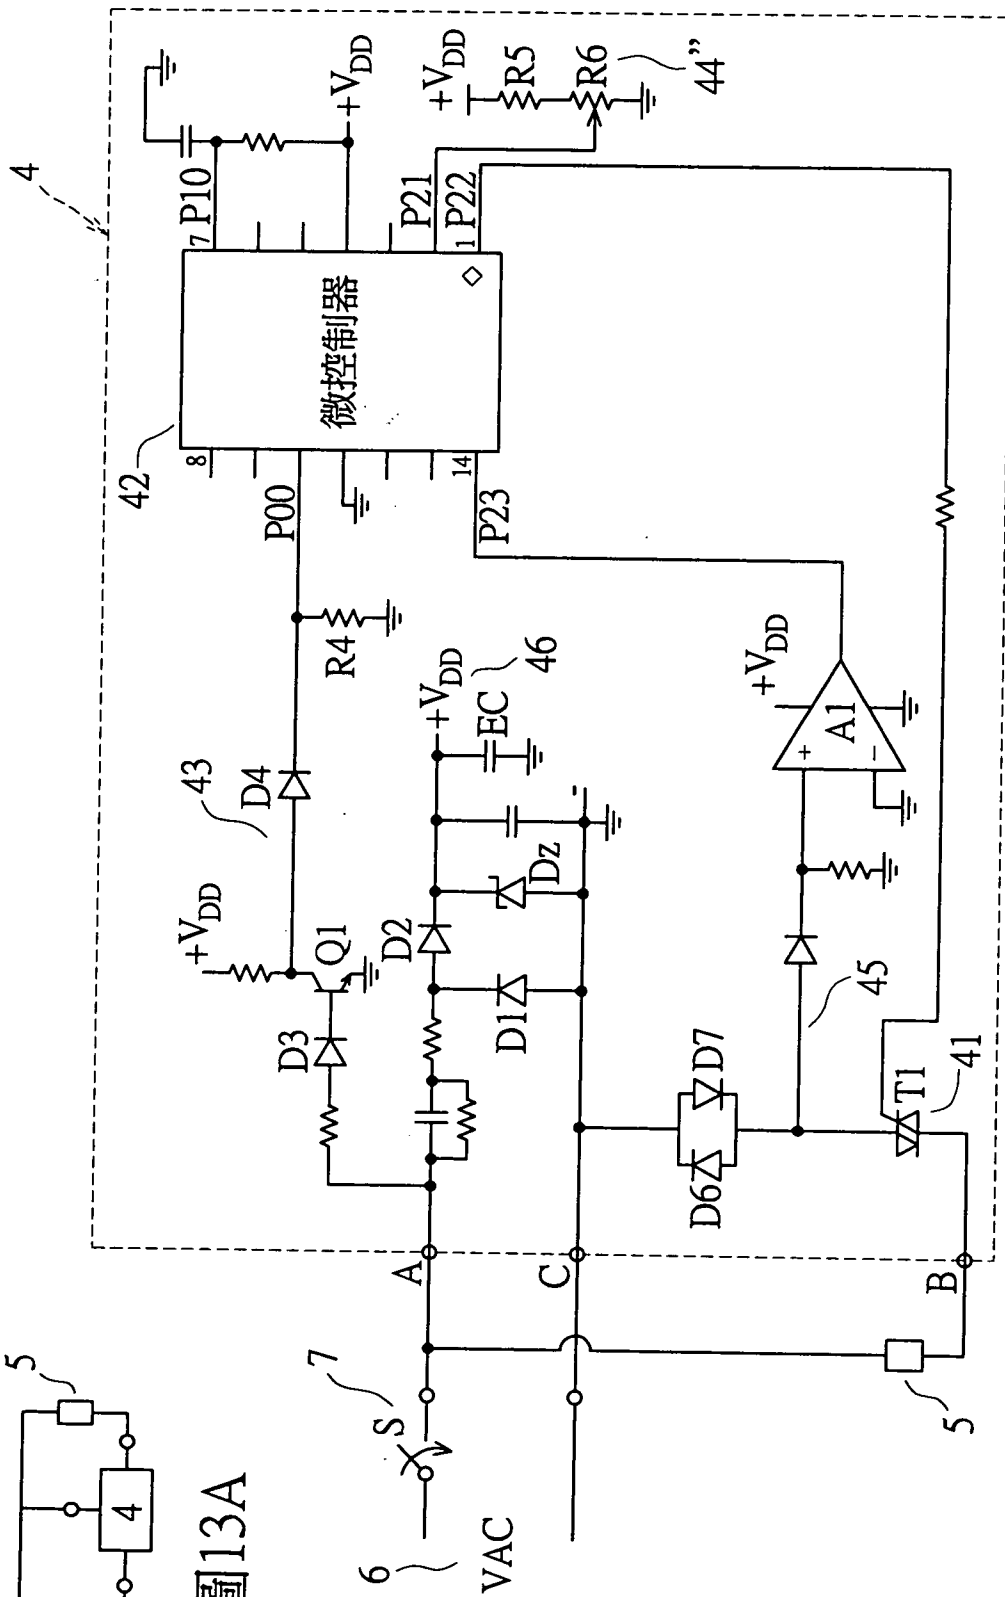 4
7
P10
+VDD
+VDD
R5
R6
44”
P21
P22
1
微控制器
42
8
P00
14
P23
R4
43
D4
+VDD
Q1
D3
+VDD
46
EC
D2
Dz
D1
+VDD
A1
+
−
45
D7
D6
T1
41
A
C
B
7
S
6
VAC
5
5
4
圖13A